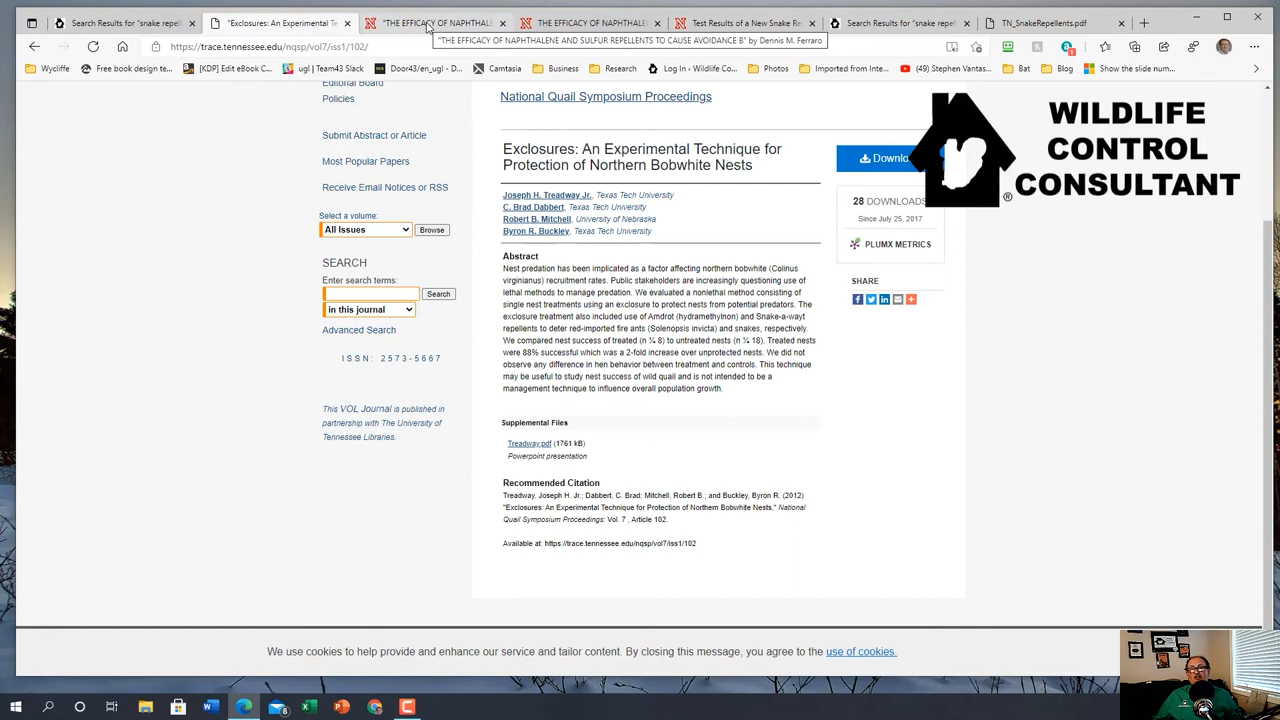 Search Results for "snake repell
"Exclosures: An Experimental Te
"THE EFFICACY OF NAPHTHALE
THE EFFICACY OF NAPHTHALEN
Test Results of a New Snake Re
Search Results for "snake repell
TN_SnakeRepellents.pdf
"THE EFFICACY OF NAPHTHALENE AND SULFUR REPELLENTS TO CAUSE AVOIDANCE B" by Dennis M. Ferraro
https://trace.tennessee.edu/nqsp/vol7/iss1/102/
Wycliffe
Free book design te...
[KDP] Edit eBook C...
ugl | Team43 Slack
Door43/en_ugl - D...
Camtasia
Business
Research
Log In ‹ Wildlife Co...
Photos
Imported from Inte...
(49) Stephen Vantas...
Bat
Blog
Show the slide num...
Editorial Board
Policies
Submit Abstract or Article
Most Popular Papers
Receive Email Notices or RSS
Select a volume:
All Issues
Browse
SEARCH
Enter search terms:
Search
in this journal
Advanced Search
ISSN: 2573-5667
This VOL Journal is published in
partnership with The University of
Tennessee Libraries.
National Quail Symposium Proceedings
Exclosures: An Experimental Technique for
Protection of Northern Bobwhite Nests
Joseph H. Treadway Jr., Texas Tech University
C. Brad Dabbert, Texas Tech University
Robert B. Mitchell, University of Nebraska
Byron R. Buckley, Texas Tech University
Abstract
Nest predation has been implicated as a factor affecting northern bobwhite (Colinus
virginianus) recruitment rates. Public stakeholders are increasingly questioning use of
lethal methods to manage predation. We evaluated a nonlethal method consisting of
single nest treatments using an exclosure to protect nests from potential predators. The
exclosure treatment also included use of Amdrot (hydramethylnon) and Snake-a-wayt
repellents to deter red-imported fire ants (Solenopsis invicta) and snakes, respectively.
We compared nest success of treated (n ¼ 8) to untreated nests (n ¼ 18). Treated nests
were 88% successful which was a 2-fold increase over unprotected nests. We did not
observe any difference in hen behavior between treatment and controls. This technique
may be useful to study nest success of wild quail and is not intended to be a
management technique to influence overall population growth.
Supplemental Files
Treadway.pdf (1761 kB)
Powerpoint presentation
Recommended Citation
Treadway, Joseph H. Jr.; Dabbert, C. Brad; Mitchell, Robert B.; and Buckley, Byron R. (2012)
"Exclosures: An Experimental Technique for Protection of Northern Bobwhite Nests," National
Quail Symposium Proceedings: Vol. 7 , Article 102.
Available at: https://trace.tennessee.edu/nqsp/vol7/iss1/102
Downlo
28 DOWNLOADS
Since July 25, 2017
PLUMX METRICS
SHARE
WILDLIFE
CONTROL
CONSULTANT
®
We use cookies to help provide and enhance our service and tailor content. By closing this message, you agree to the use of cookies.